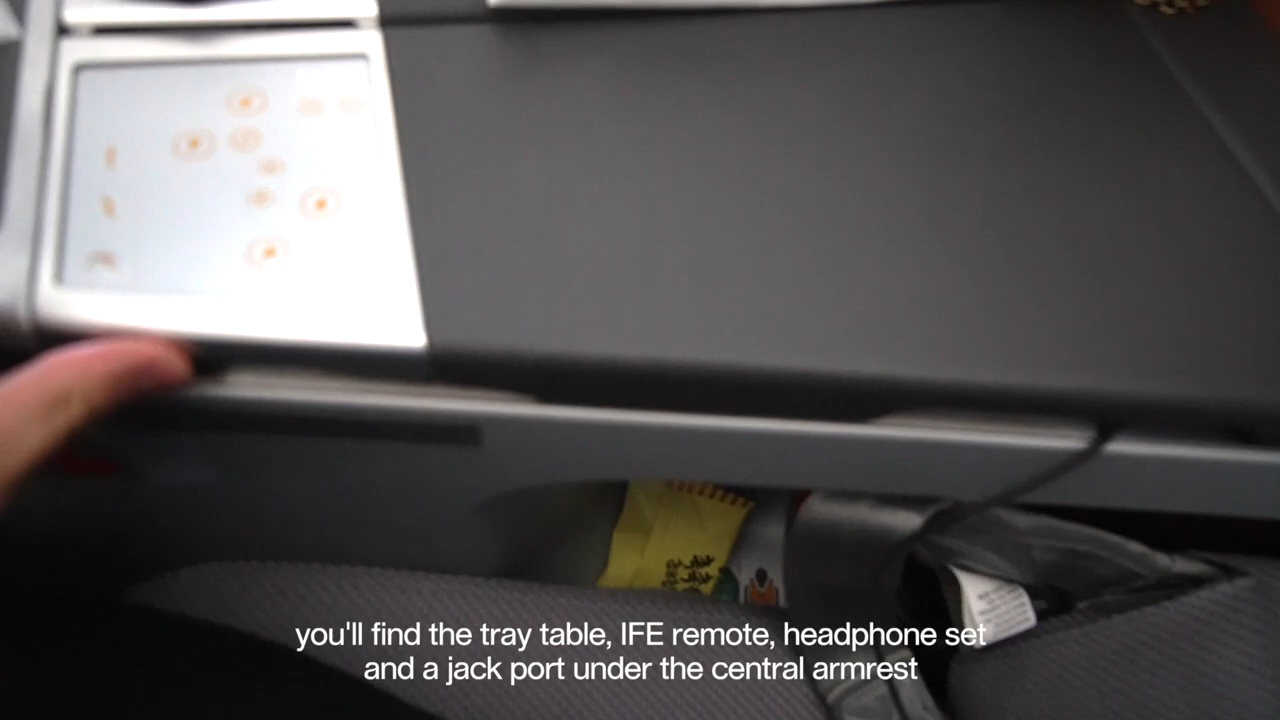 you'll find the tray table, IFE remote, headphone set
and a jack port under the central armrest